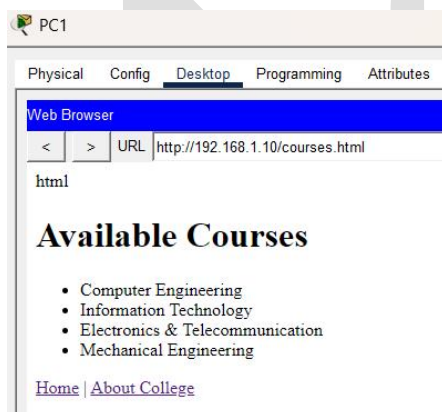 PC1
Physical Config Desktop Programming Attributes
Web Browser
< > URL http://192.168.1.10/courses.html
html
Available Courses
• Computer Engineering
• Information Technology
• Electronics & Telecommunication
• Mechanical Engineering
Home | About College